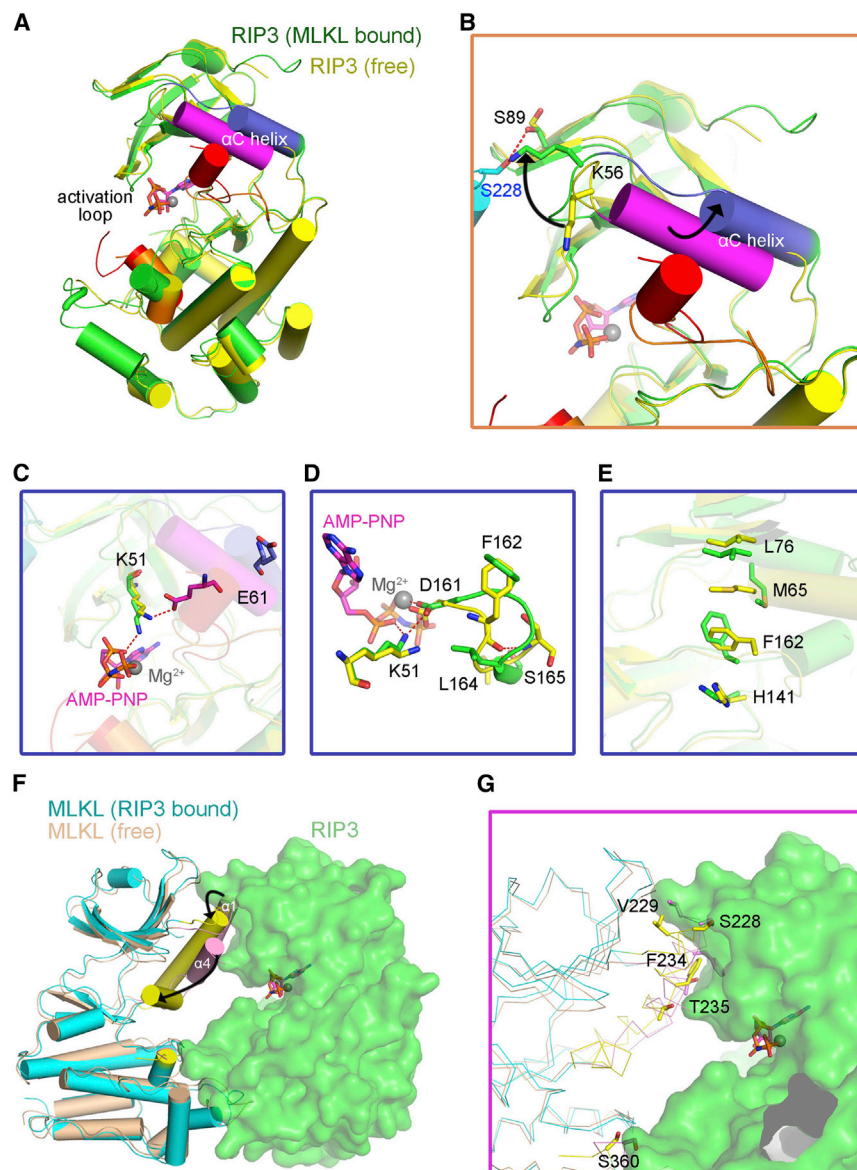 A
RIP3 (MLKL bound)
RIP3 (free)
αC helix
activation
loop
B
S89
K56
S228
αC helix
C
K51
E61
Mg²⁺
AMP-PNP
D
AMP-PNP
F162
Mg²⁺
D161
K51
L164
S165
E
L76
M65
F162
H141
F
MLKL (RIP3 bound)
MLKL (free)
RIP3
α1
α4
G
V229
S228
F234
T235
S360